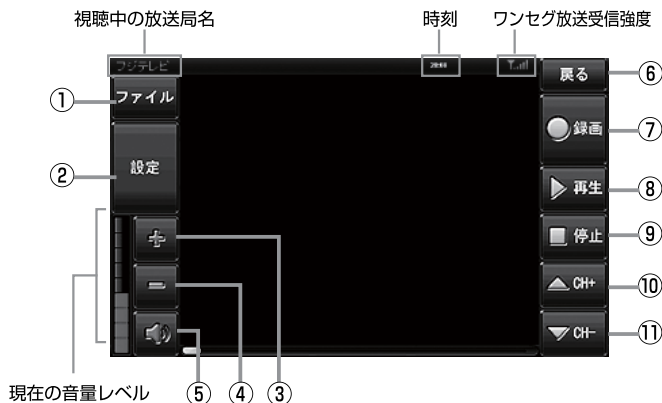 視聴中の放送局名
時刻
ワンセグ放送受信強度
フジテレビ
戻る
⑥
①
ファイル
録画
⑦
②
設定
再生
⑧
停止
⑨
CH+
⑩
CH-
⑪
現在の音量レベル
⑤
④
③